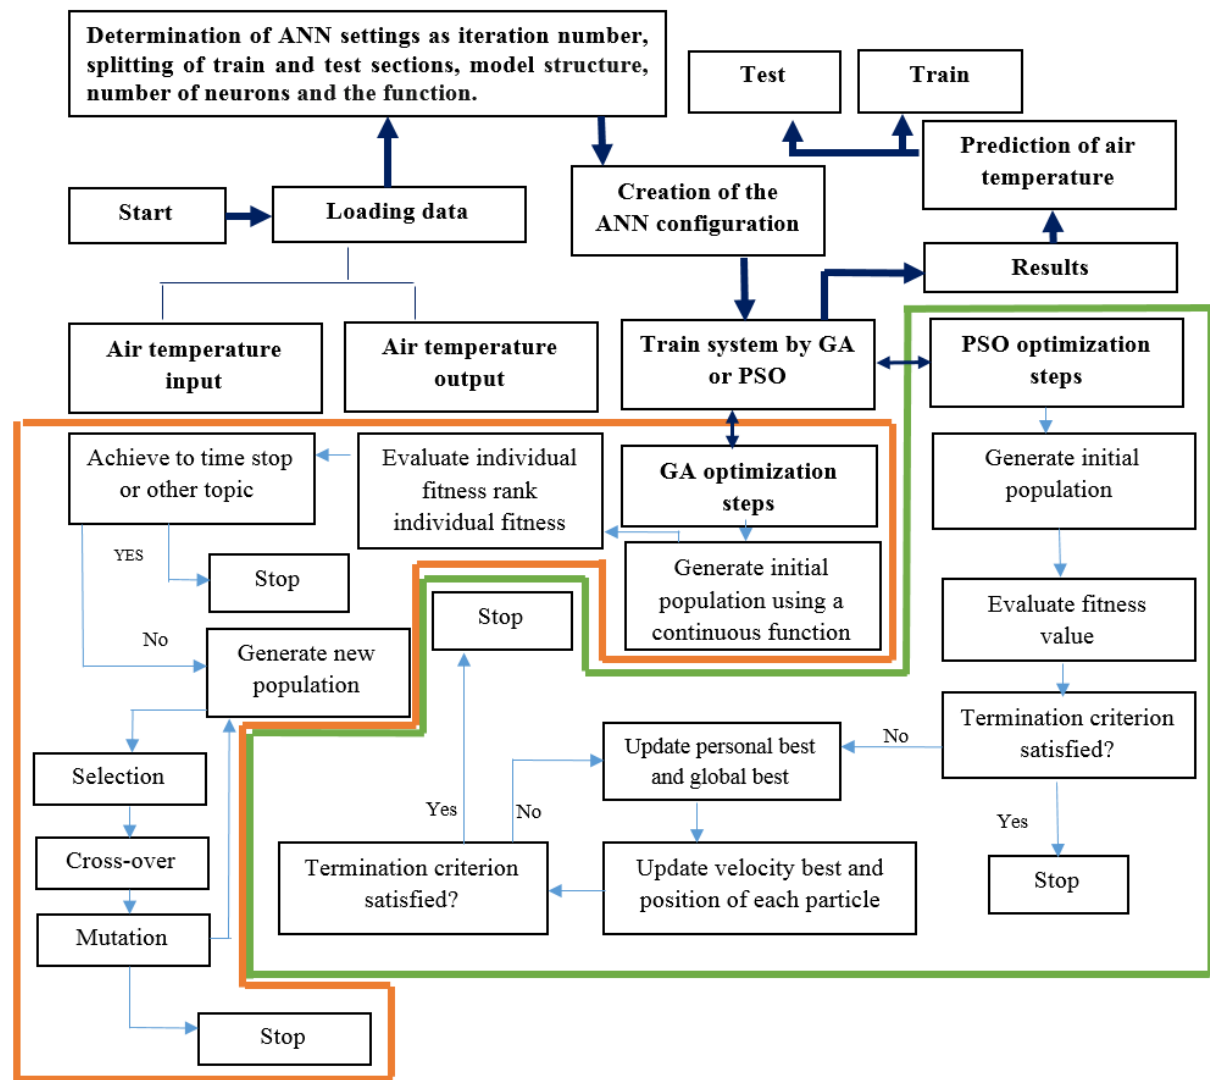 Determination of ANN settings as iteration number,
splitting of train and test sections, model structure,
number of neurons and the function.
Test
Train
Prediction of air
temperature
Creation of the
ANN configuration
Start
Loading data
Results
Air temperature
input
Air temperature
output
Train system by GA
or PSO
PSO optimization
steps
Achieve to time stop
or other topic
Evaluate individual
fitness rank
individual fitness
GA optimization
steps
Generate initial
population
YES
Stop
Generate initial
population using a
continuous function
Stop
Evaluate fitness
value
No
Generate new
population
Termination criterion
satisfied?
No
Update personal best
and global best
Selection
Yes
No
Yes
Cross-over
Termination criterion
satisfied?
Update velocity best and
position of each particle
Stop
Mutation
Stop